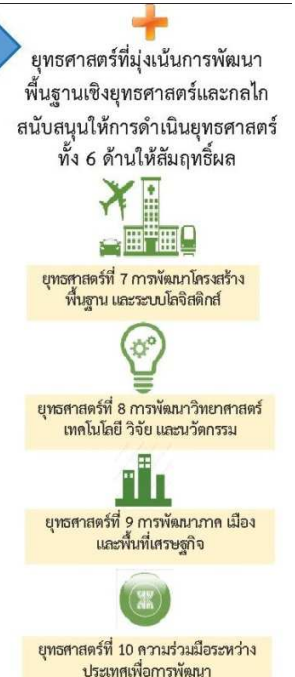 ยุทธศาสตร์ที่มุ่งเน้นการพัฒนา
พื้นฐานเชิงยุทธศาสตร์และกลไก
สนับสนุนให้การดำเนินยุทธศาสตร์
ทั้ง 6 ด้านให้สัมฤทธิ์ผล
ยุทธศาสตร์ที่ 7 การพัฒนาโครงสร้าง
พื้นฐาน และระบบโลจิสติกส์
ยุทธศาสตร์ที่ 8 การพัฒนาวิทยาศาสตร์
เทคโนโลยี วิจัย และนวัตกรรม
ยุทธศาสตร์ที่ 9 การพัฒนาภาค เมือง
และพื้นที่เศรษฐกิจ
ยุทธศาสตร์ที่ 10 ความร่วมมือระหว่าง
ประเทศเพื่อการพัฒนา